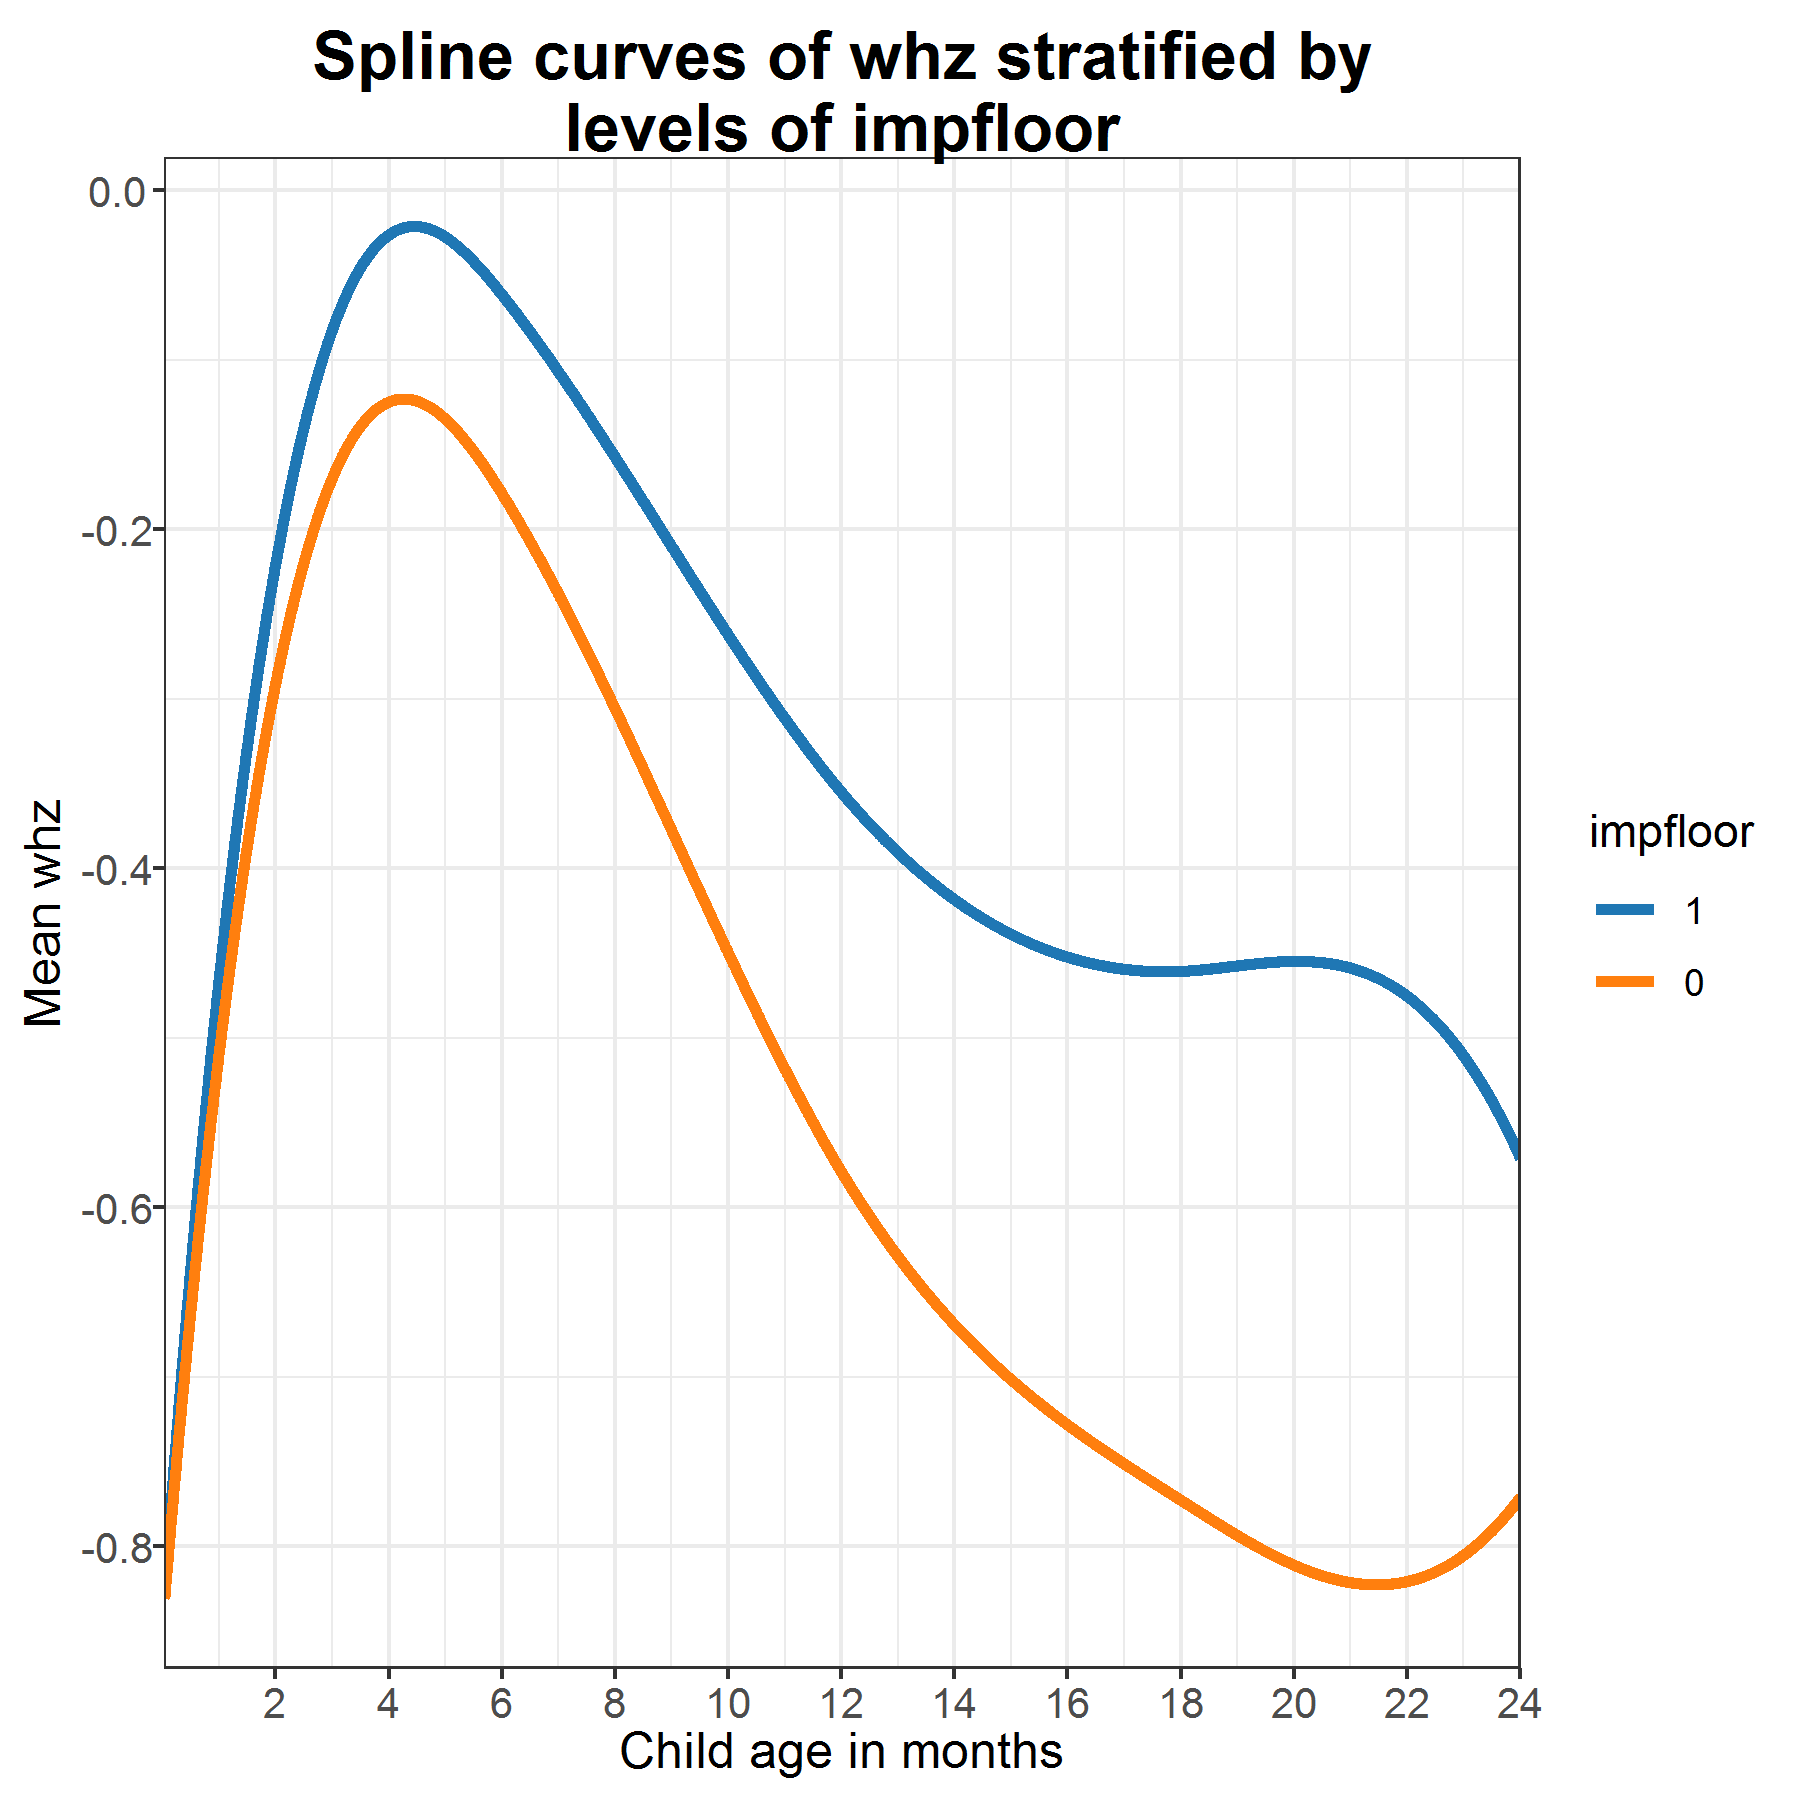 Spline curves of whz stratified by
levels of impfloor
0.0
-0.2
-0.4
-0.6
-0.8
Mean whz
2 4 6 8 10 12 14 16 18 20 22 24
Child age in months
impfloor
1
0